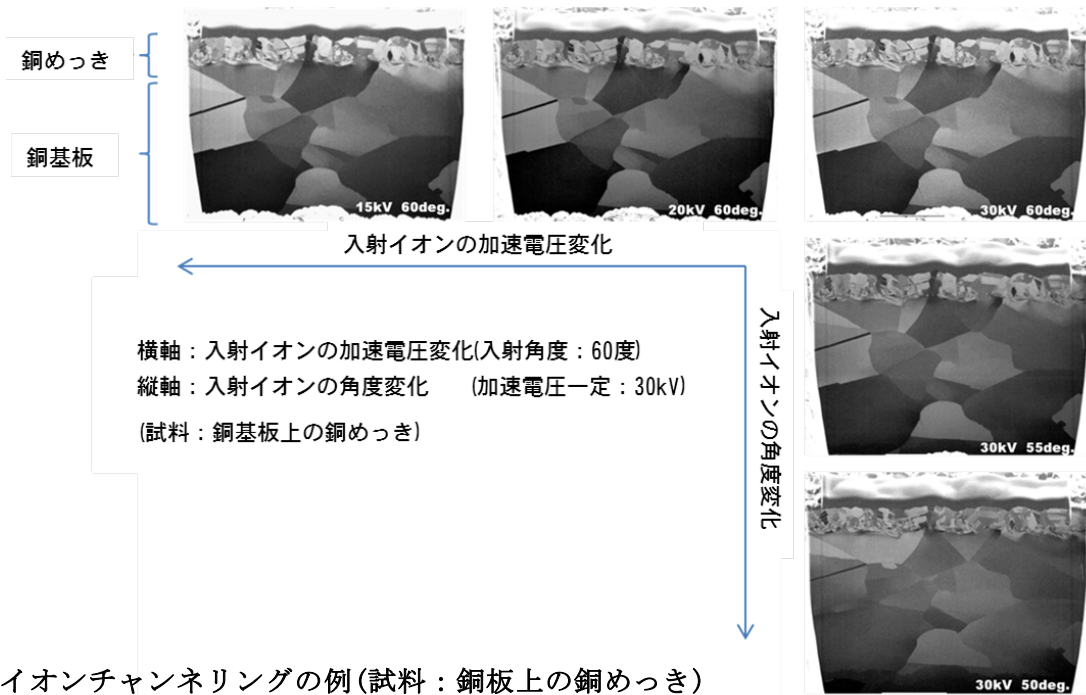 銅めっき
銅基板
15kV 60deg.
20kV 60deg.
30kV 60deg.
入射イオンの加速電圧変化
入射イオンの角度変化
横軸：入射イオンの加速電圧変化(入射角度：60度)
縦軸：入射イオンの角度変化　　(加速電圧一定：30kV)
(試料：銅基板上の銅めっき)
30kV 55deg.
30kV 50deg.
イオンチャンネリングの例(試料：銅板上の銅めっき)